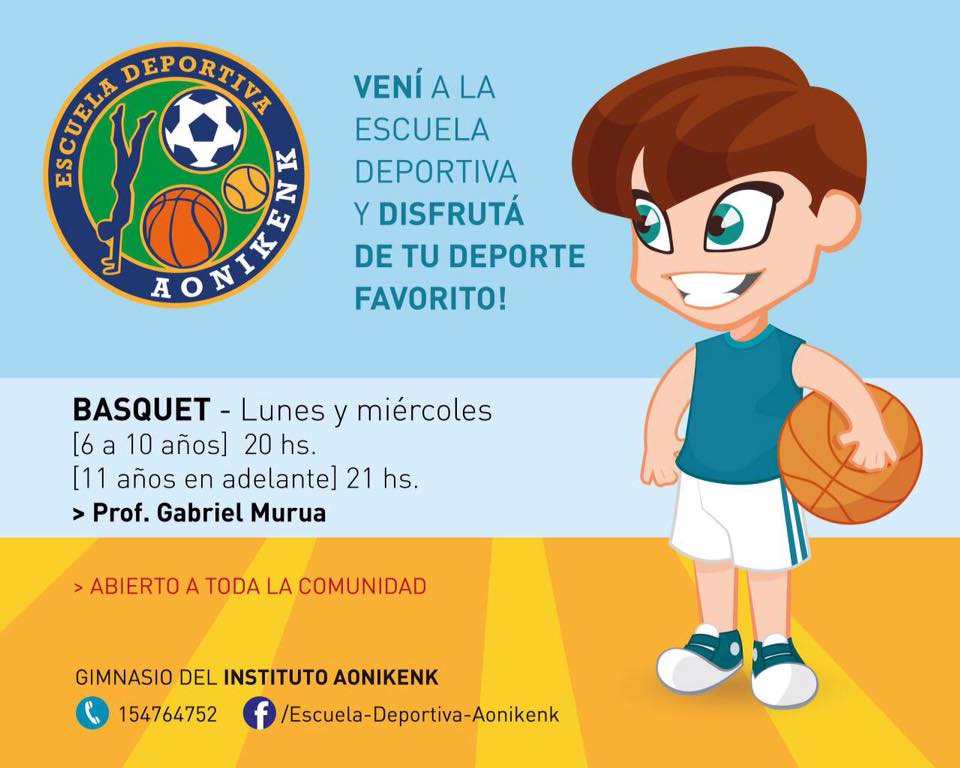 ESCUELA DEPORTIVA
AONIKENK
VENÍ A LA
ESCUELA
DEPORTIVA
Y DISFRUTÁ
DE TU DEPORTE
FAVORITO!
BASQUET - Lunes y miércoles
[6 a 10 años] 20 hs.
[11 años en adelante] 21 hs.
> Prof. Gabriel Murua
> ABIERTO A TODA LA COMUNIDAD
GIMNASIO DEL INSTITUTO AONIKENK
154764752 f /Escuela-Deportiva-Aonikenk